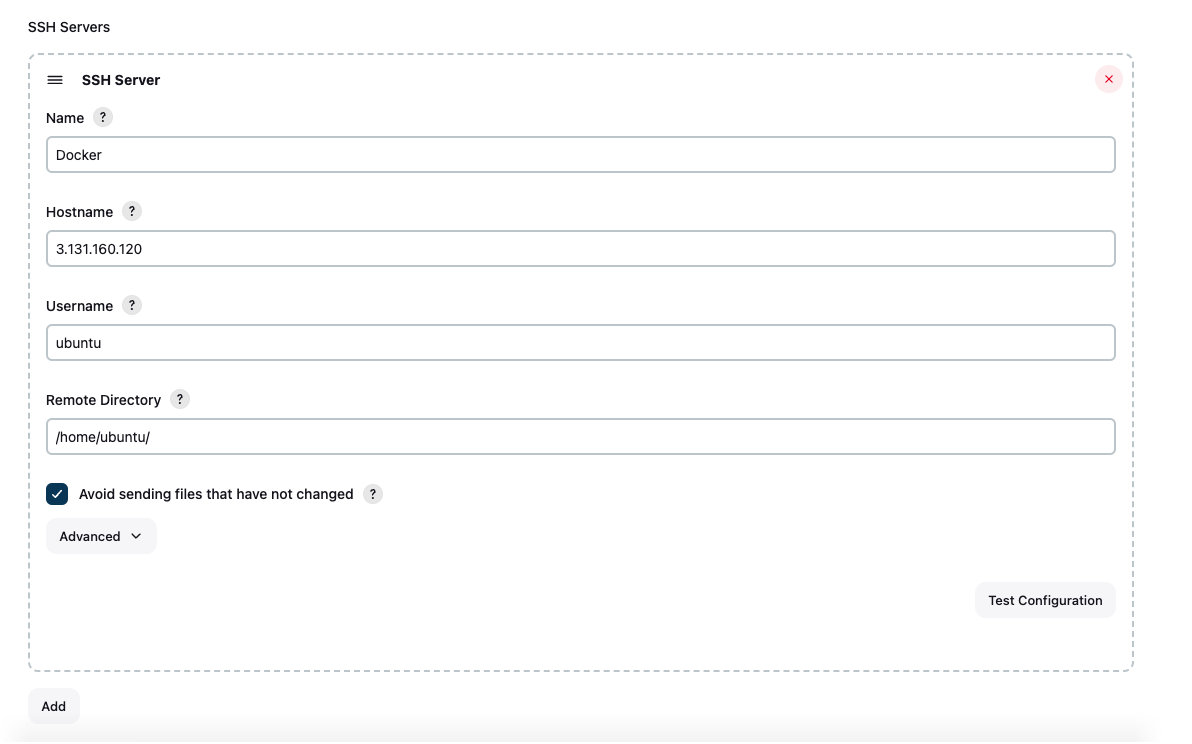 SSH Servers
SSH Server
Name ?
Docker
Hostname ?
3.131.160.120
Username ?
ubuntu
Remote Directory ?
/home/ubuntu/
Avoid sending files that have not changed ?
Advanced
Test Configuration
Add